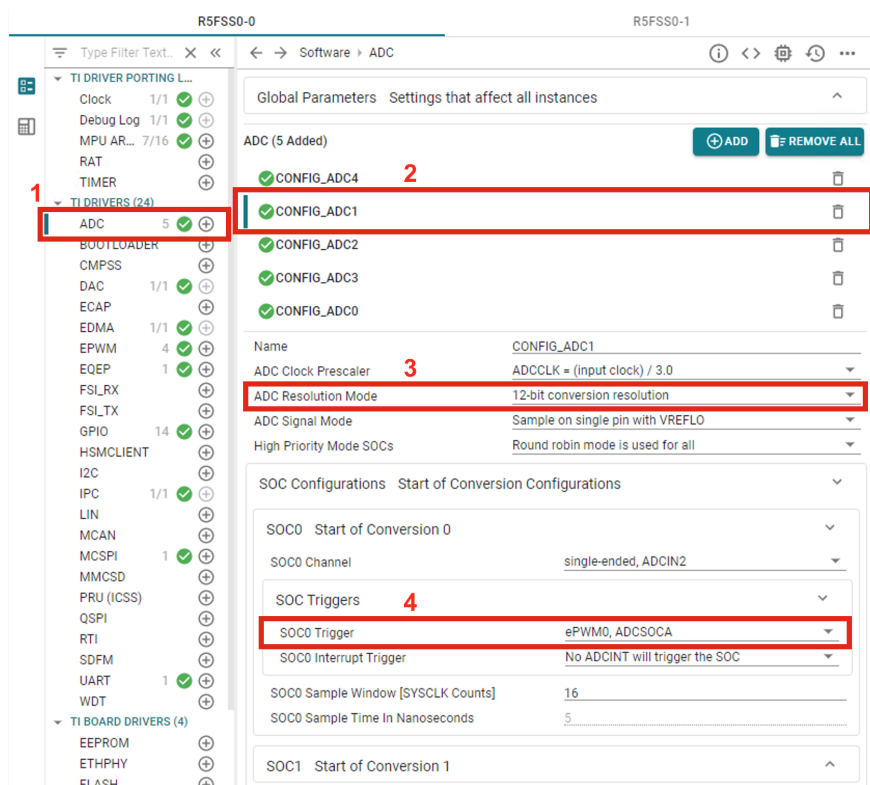 R5FSS0-0 R5FSS0-1
Type Filter Text.. Software ADC
TI DRIVER PORTING L...
Clock 1/1
Debug Log 1/1
MPU AR... 7/16
RAT
TIMER
1
TI DRIVERS (24)
ADC 5
BOOTLOADER
CMPSS
DAC 1/1
ECAP
EDMA 1/1
EPWM 4
EQEP 1
FSI_RX
FSI_TX
GPIO 14
HSMCLIENT
I2C
IPC 1/1
LIN
MCAN
MCSPI 1
MMCSD
PRU (ICSS)
QSPI
RTI
SDFM
UART 1
WDT
TI BOARD DRIVERS (4)
EEPROM
ETHPHY
FLASH
Global Parameters Settings that affect all instances
ADC (5 Added) ADD REMOVE ALL
CONFIG_ADC4
2
CONFIG_ADC1
CONFIG_ADC2
CONFIG_ADC3
CONFIG_ADC0
Name CONFIG_ADC1
ADC Clock Prescaler ADCCLK = (input clock) / 3.0
3
ADC Resolution Mode 12-bit conversion resolution
ADC Signal Mode Sample on single pin with VREFLO
High Priority Mode SOCs Round robin mode is used for all
SOC Configurations Start of Conversion Configurations
SOC0 Start of Conversion 0
SOC0 Channel single-ended, ADCIN2
SOC Triggers
4
SOC0 Trigger ePWM0, ADCSOCA
SOC0 Interrupt Trigger No ADCINT will trigger the SOC
SOC0 Sample Window [SYSCLK Counts] 16
SOC0 Sample Time In Nanoseconds 5
SOC1 Start of Conversion 1